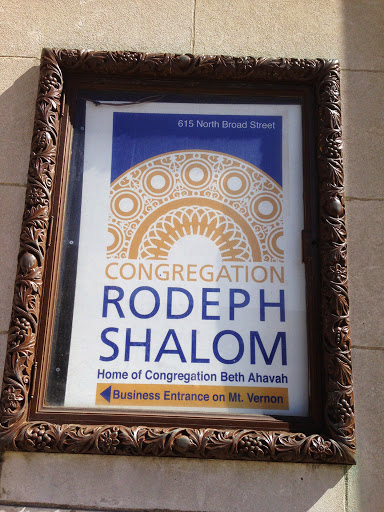 615 North Broad Street
CONGREGATION
RODEPH
SHALOM
Home of Congregation Beth Ahavah
Business Entrance on Mt. Vernon